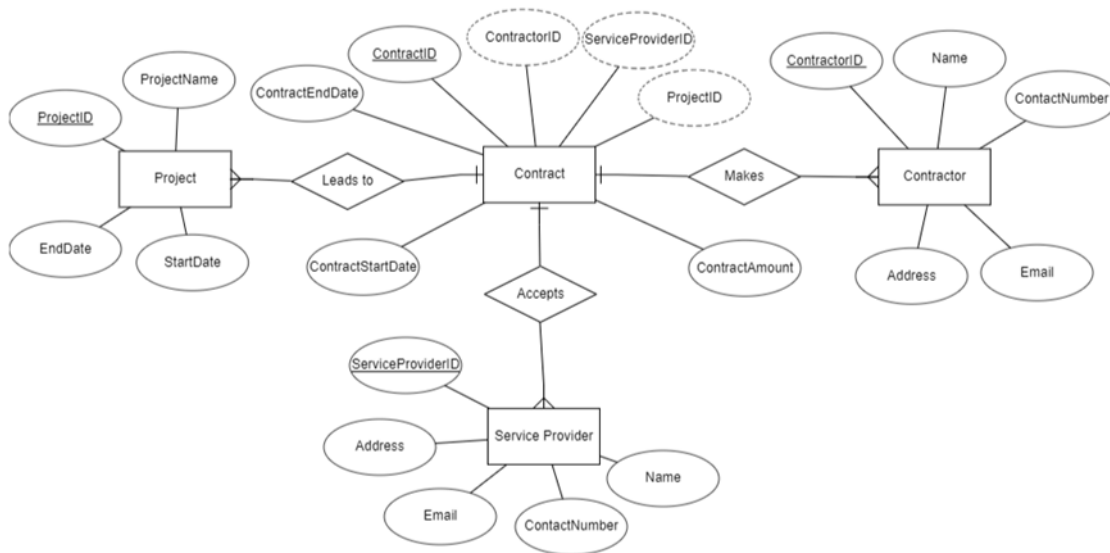 ContractorID
ServiceProviderID
ContractID
ContractorID
Name
ProjectName
ContractEndDate
ProjectID
ContactNumber
ProjectID
Project
Leads to
Contract
Makes
Contractor
EndDate
StartDate
ContractStartDate
ContractAmount
Address
Email
Accepts
ServiceProviderID
Address
Service Provider
Name
Email
ContactNumber